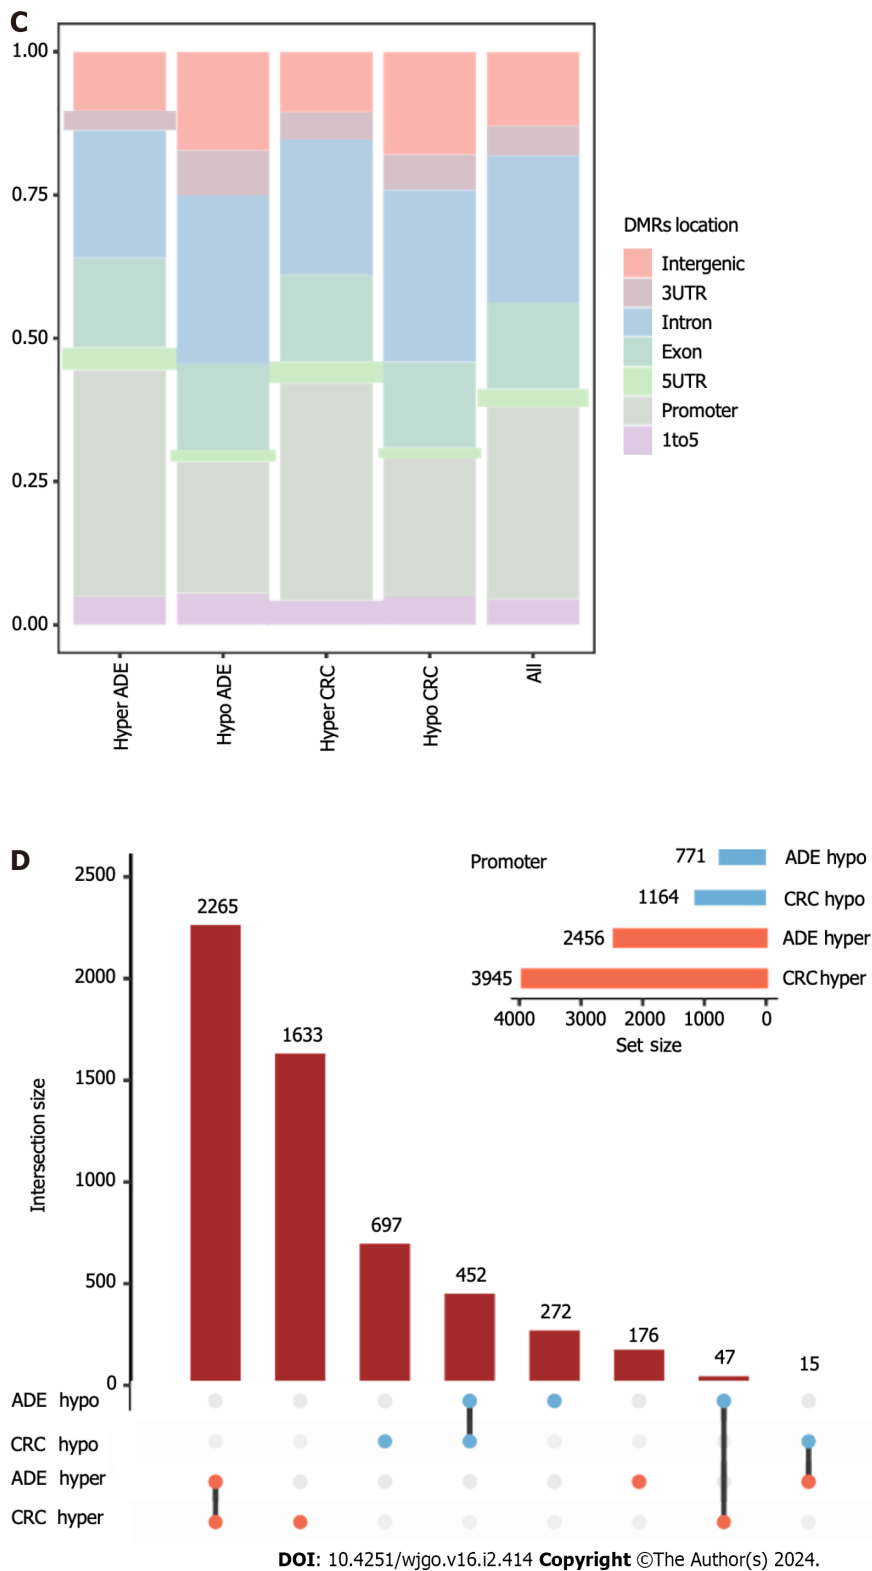 C
1.00
0.75
0.50
0.25
0.00
Hyper ADE
Hypo ADE
Hyper CRC
Hypo CRC
All
DMRs location
Intergenic
3UTR
Intron
Exon
5UTR
Promoter
1to5
D
Intersection size
2500
2000
1500
1000
500
0
2265
1633
697
452
272
176
47
15
Promoter
771 ADE hypo
1164 CRC hypo
2456 ADE hyper
3945 CRC hyper
4000 3000 2000 1000 0
Set size
ADE hypo
CRC hypo
ADE hyper
CRC hyper
DOI: 10.4251/wjgo.v16.i2.414 Copyright ©The Author(s) 2024.